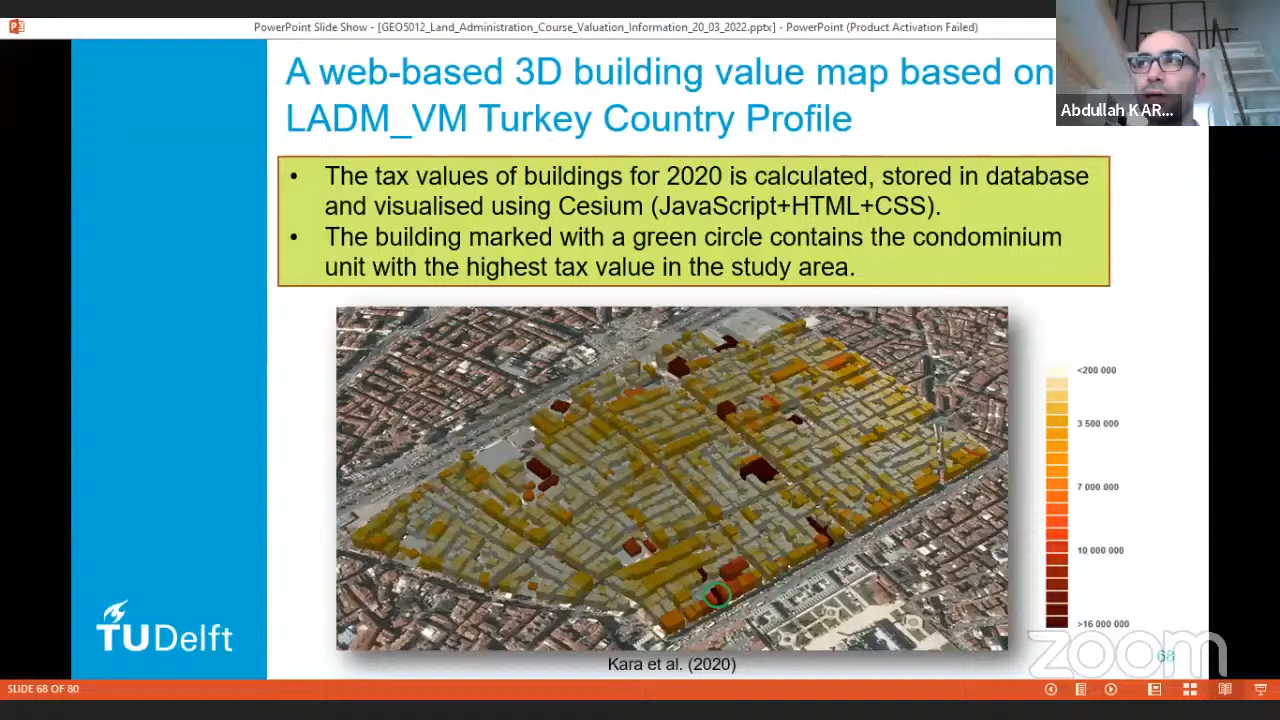 PowerPoint Slide Show - [GEO5012_Land_Administration_Course_Valuation_Information_20_03_2022.pptx] - PowerPoint (Product Activation Failed)
A web-based 3D building value map based on
LADM_VM Turkey Country Profile
Abdullah KAR...
• The tax values of buildings for 2020 is calculated, stored in database
and visualised using Cesium (JavaScript+HTML+CSS).
• The building marked with a green circle contains the condominium
unit with the highest tax value in the study area.
<200 000
3 500 000
7 000 000
10 000 000
>16 000 000
TUDelft
Kara et al. (2020)
zoom
68
SLIDE 68 OF 80